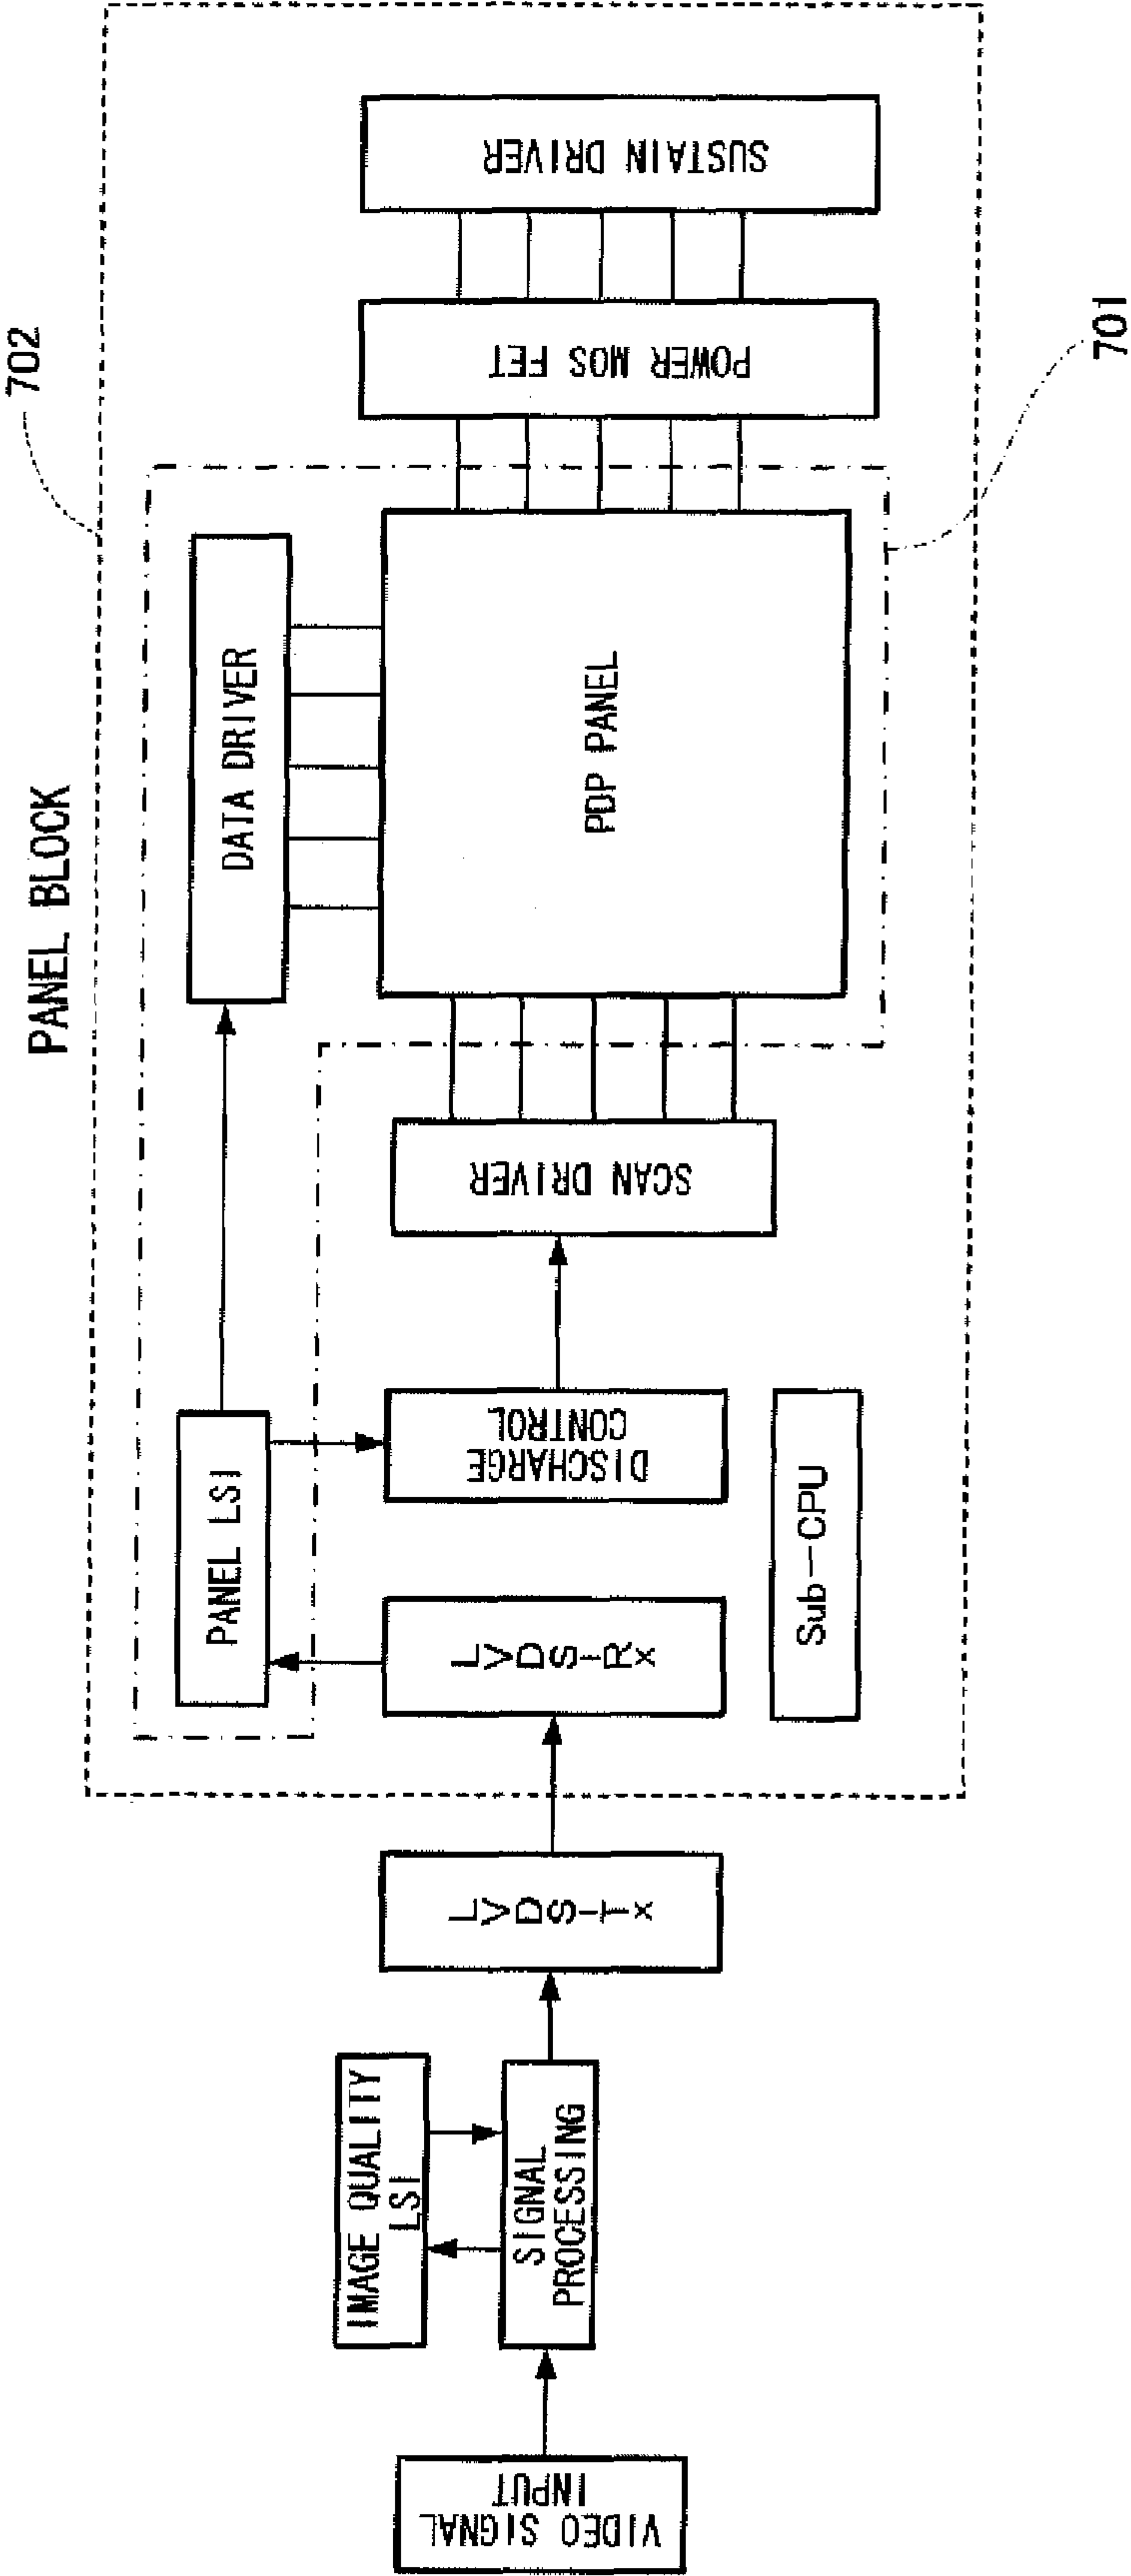 PANEL BLOCK
702
PANEL LSI
DATA DRIVER
IMAGE QUALITY
LSI
VIDEO SIGNAL
INPUT
SIGNAL
PROCESSING
LVDS-Tx
LVDS-Rx
DISCHARGE
CONTROL
SCAN DRIVER
PDP PANEL
POWER MOS FET
SUSTAIN DRIVER
Sub-CPU
701